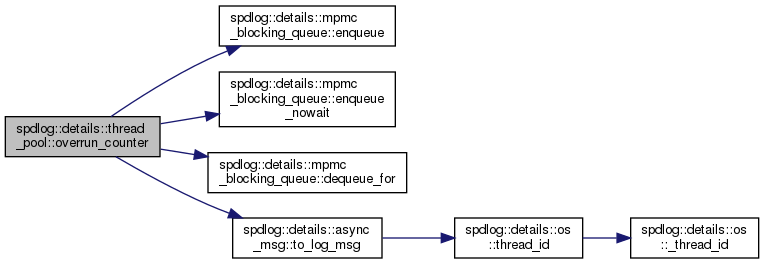 spdlog::details::mpmc
_blocking_queue::enqueue
spdlog::details::mpmc
_blocking_queue::enqueue
_nowait
spdlog::details::thread
_pool::overrun_counter
spdlog::details::mpmc
_blocking_queue::dequeue_for
spdlog::details::async
_msg::to_log_msg
spdlog::details::os
::thread_id
spdlog::details::os
::_thread_id